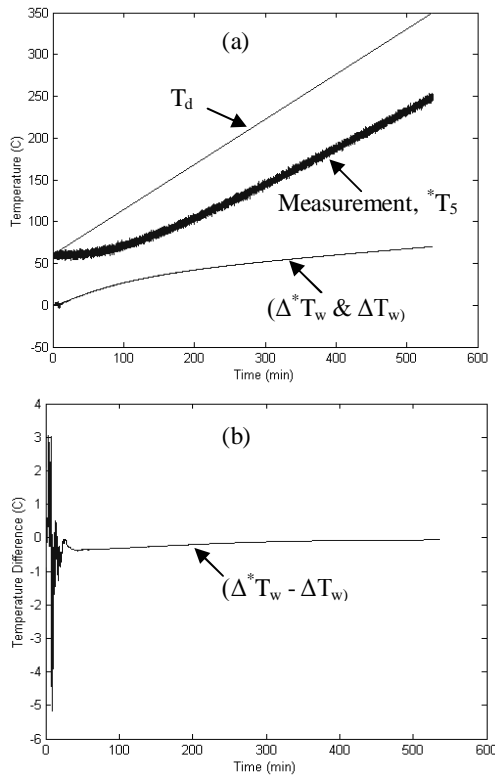 350
(a)
300
T_d
250
200
150
Measurement, *T_5
100
50
0
(Δ*T_w & ΔT_w)
-50
0 100 200 300 400 500 600
Time (min)
Temperature (C)
4
(b)
3
2
1
0
-1
(Δ*T_w - ΔT_w)
-2
-3
-4
-5
-6
0 100 200 300 400 500 600
Time (min)
Temperature Difference (C)